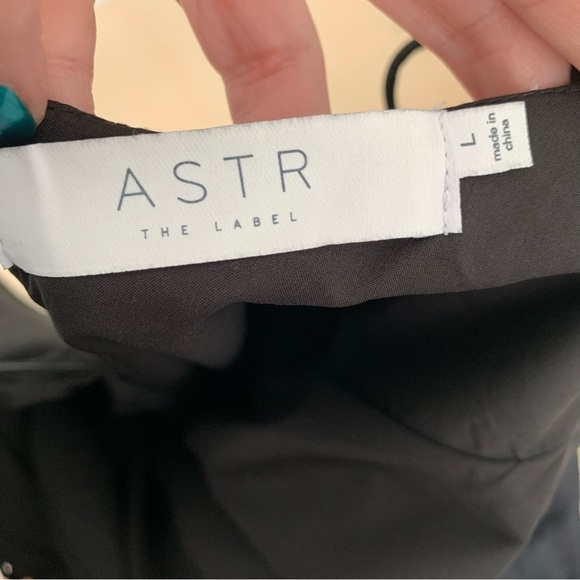 ASTR
THE LABEL
L
made in
china